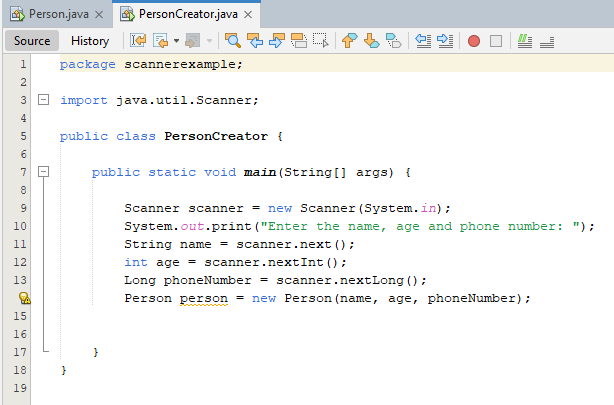 Person.java
PersonCreator.java
Source History
1 package scannerexample;
2
3 import java.util.Scanner;
4
5 public class PersonCreator {
6
7 public static void main(String[] args) {
8
9 Scanner scanner = new Scanner(System.in);
10 System.out.print("Enter the name, age and phone number: ");
11 String name = scanner.next();
12 int age = scanner.nextInt();
13 Long phoneNumber = scanner.nextLong();
Person person = new Person(name, age, phoneNumber);
15
16
17 }
18 }
19